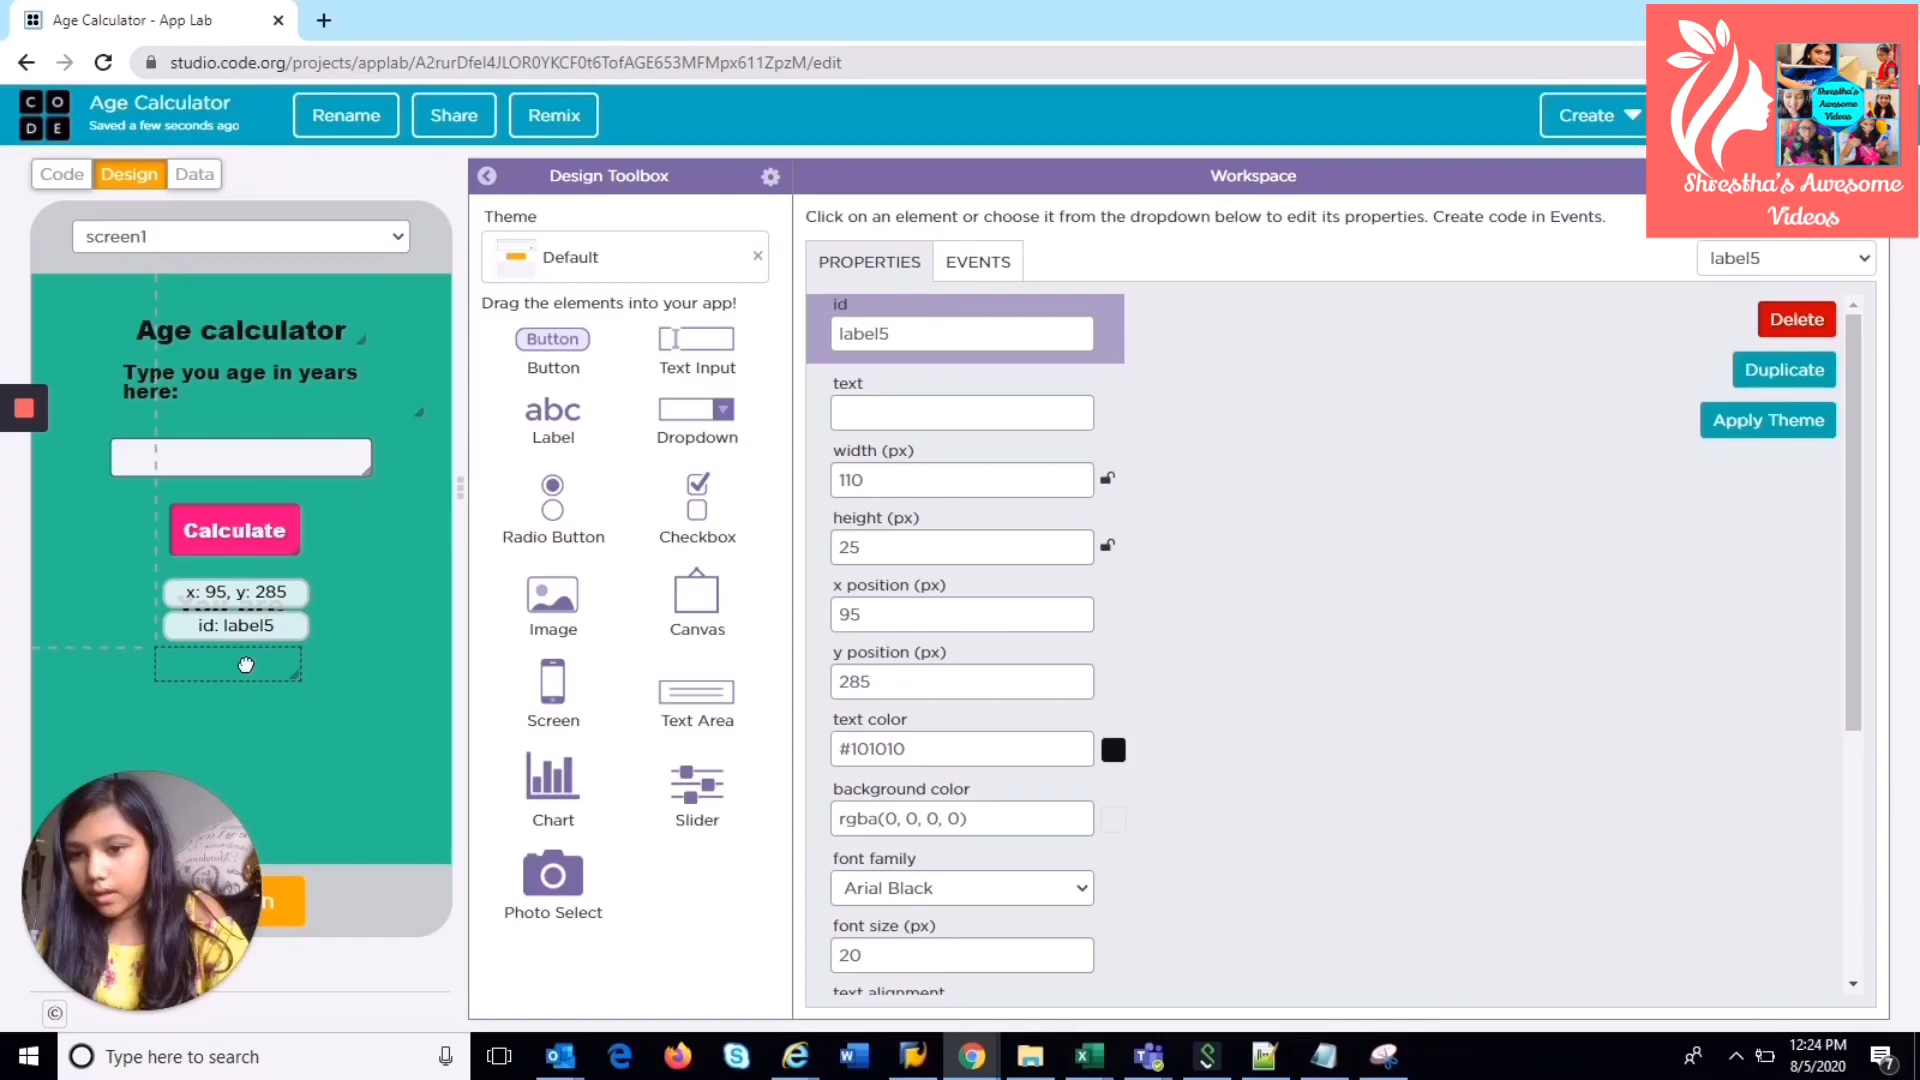 Age Calculator - App Lab
studio.code.org/projects/applab/A2rurDfel4JLOR0YKCF0t6TofAGE653MFMpx611ZpzM/edit
C O
D E
Age Calculator
Saved a few seconds ago
Rename
Share
Remix
Create
Shrestha's Awesome Videos
Shrestha's Awesome
Videos
Code
Design
Data
Design Toolbox
Workspace
screen1
Theme
Default
Drag the elements into your app!
Click on an element or choose it from the dropdown below to edit its properties. Create code in Events.
PROPERTIES
EVENTS
label5
Age calculator
Type you age in years
here:
Calculate
You are
x: 95, y: 285
id: label5
Button
Button
Text Input
abc
Label
Dropdown
Radio Button
Checkbox
Image
Canvas
Screen
Text Area
Chart
Slider
Photo Select
id
label5
text
width (px)
110
height (px)
25
x position (px)
95
y position (px)
285
text color
#101010
background color
rgba(0, 0, 0, 0)
font family
Arial Black
font size (px)
20
text alignment
Delete
Duplicate
Apply Theme
©
Type here to search
12:24 PM
8/5/2020
7